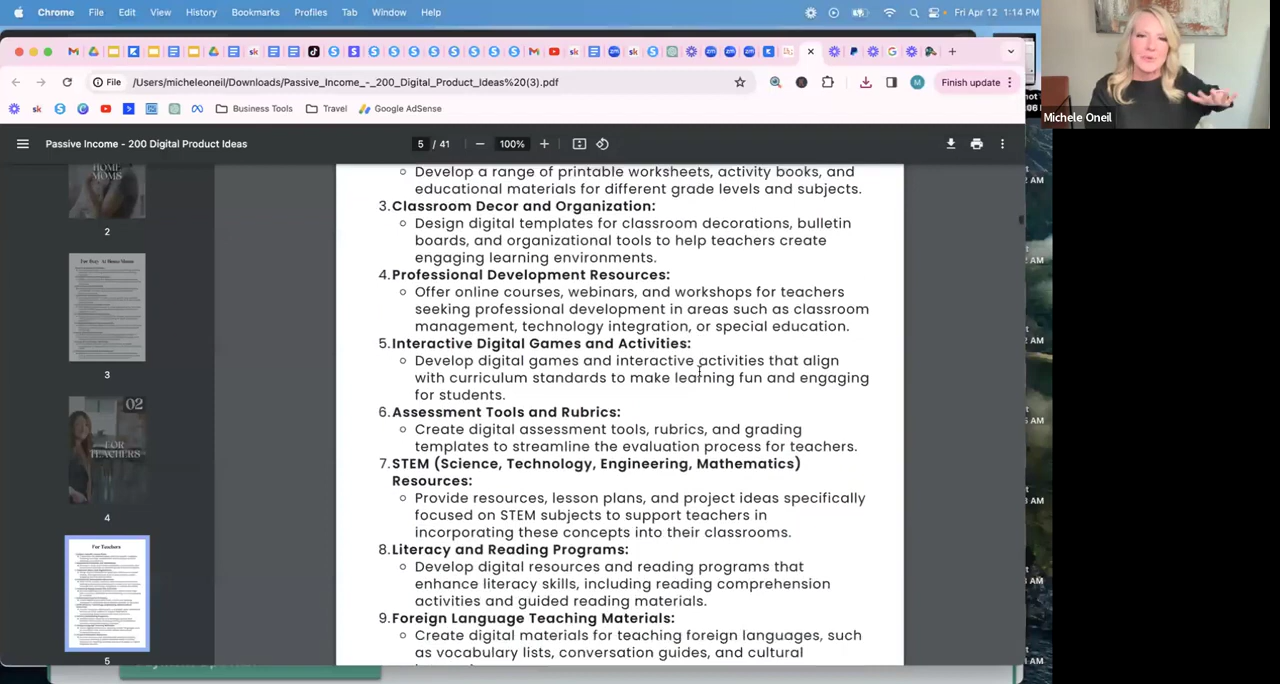 Chrome File Edit View History Bookmarks Profiles Tab Window Help
Fri Apr 12 1:14 PM
File /Users/micheleoneil/Downloads/Passive_Income_-_200_Digital_Product_Ideas%20(3).pdf
Finish update
Business Tools Travel Google AdSense
Michele Oneil
Passive Income - 200 Digital Product Ideas
5 / 41
100%
HOME
MOMS
2
3
02
FOR
TEACHERS
4
For Teachers
5
Develop a range of printable worksheets, activity books, and
educational materials for different grade levels and subjects.
3. Classroom Decor and Organization:
Design digital templates for classroom decorations, bulletin
boards, and organizational tools to help teachers create
engaging learning environments.
4. Professional Development Resources:
Offer online courses, webinars, and workshops for teachers
seeking professional development in areas such as classroom
management, technology integration, or special education.
5. Interactive Digital Games and Activities:
Develop digital games and interactive activities that align
with curriculum standards to make learning fun and engaging
for students.
6. Assessment Tools and Rubrics:
Create digital assessment tools, rubrics, and grading
templates to streamline the evaluation process for teachers.
7. STEM (Science, Technology, Engineering, Mathematics)
Resources:
Provide resources, lesson plans, and project ideas specifically
focused on STEM subjects to support teachers in
incorporating these concepts into their classrooms.
8. Literacy and Reading Programs:
Develop digital resources and reading programs that
enhance literacy skills, including reading comprehension
activities and guided reading materials.
9. Foreign Language Teaching Materials:
Create digital materials for teaching foreign languages, such
as vocabulary lists, conversation guides, and cultural